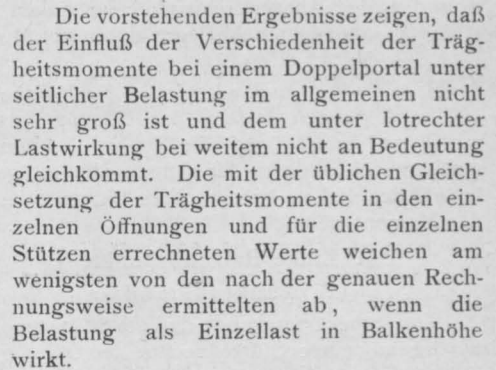 Die vorstehenden Ergebnisse zeigen, daß
der Einfluß der Verschiedenheit der Träg-
heitsmomente bei einem Doppelportal unter
seitlicher Belastung im allgemeinen nicht
sehr groß ist und dem unter lotrechter
Lastwirkung bei weitem nicht an Bedeutung
gleichkommt. Die mit der üblichen Gleich-
setzung der Trägheitsmomente in den ein-
zelnen Öffnungen und für die einzelnen
Stützen errechneten Werte weichen am
wenigsten von den nach der genauen Rech-
nungsweise ermittelten ab, wenn die
Belastung als Einzellast in Balkenhöhe
wirkt.